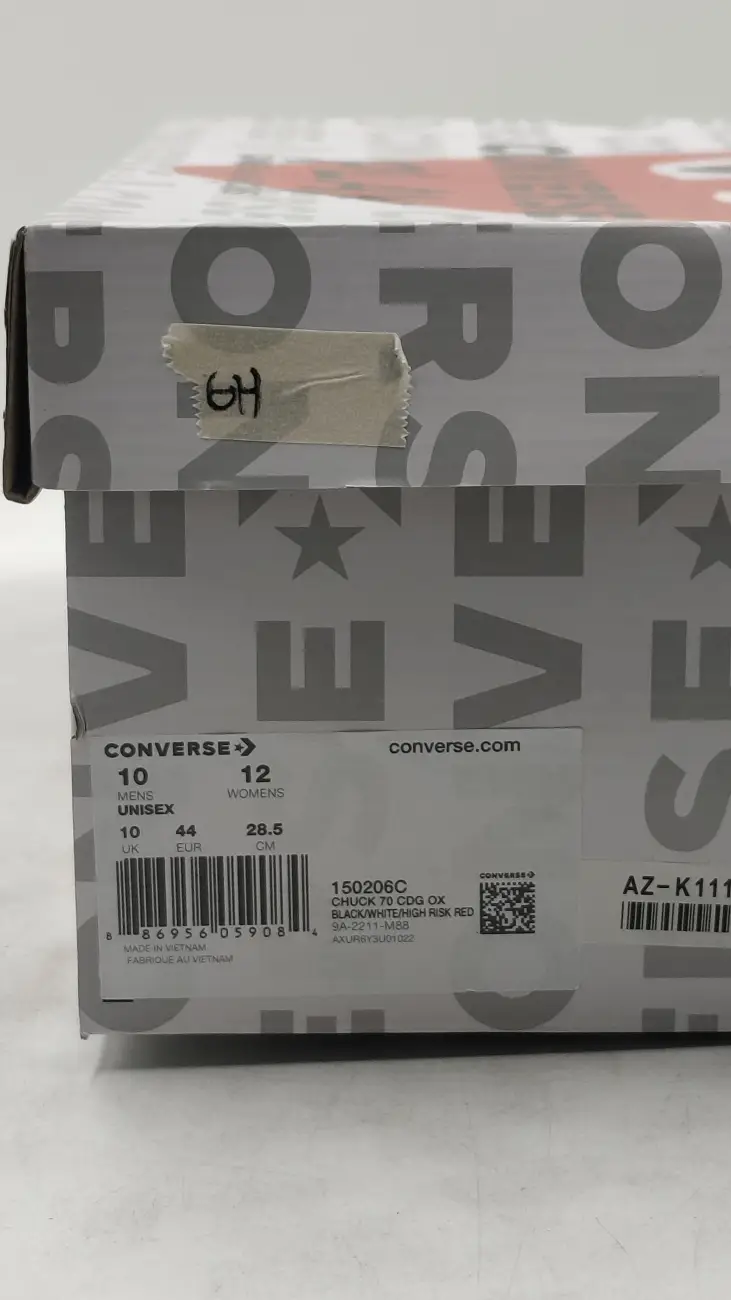 GH
CONVERSE
converse.com
10 12
MENS WOMENS
UNISEX
10 44 28.5
UK EUR CM
150206C
CHUCK 70 CDG OX
BLACK/WHITE/HIGH RISK RED
9A-2211-M88
AXUR6Y3U01022
CONVERSE
8 86956 05908 4
MADE IN VIETNAM
FABRIQUE AU VIETNAM
AZ-K111